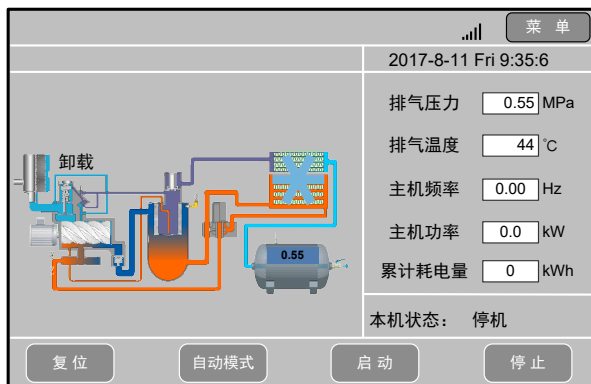 菜 单
2017-8-11 Fri 9:35:6
排气压力 0.55 MPa
排气温度 44 ℃
卸载
主机频率 0.00 Hz
主机功率 0.0 kW
0.55
累计耗电量 0 kWh
本机状态： 停机
复 位 自动模式 启 动 停 止